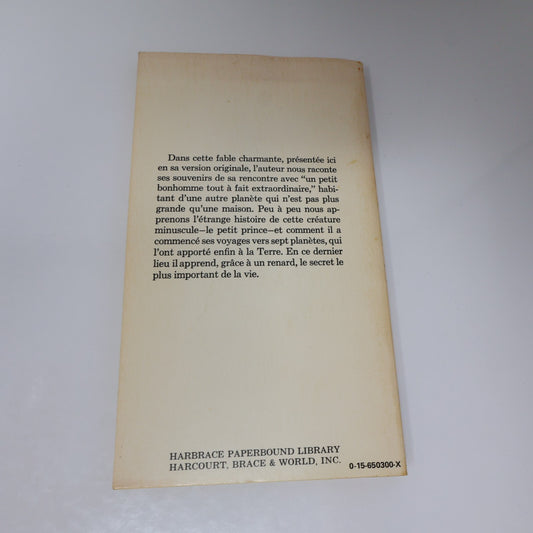 Dans cette fable charmante, présentée ici
en sa version originale, l'auteur nous raconte
ses souvenirs de sa rencontre avec "un petit
bonhomme tout à fait extraordinaire," habi-
tant d'une autre planète qui n'est pas plus
grande qu'une maison. Peu à peu nous ap-
prenons l'étrange histoire de cette créature
minuscule—le petit prince—et comment il a
commencé ses voyages vers sept planètes, qui
l'ont apporté enfin à la Terre. En ce dernier
lieu il apprend, grâce à un renard, le secret le
plus important de la vie.
HARBRACE PAPERBOUND LIBRARY
HARCOURT, BRACE & WORLD, INC.
0-15-650300-X